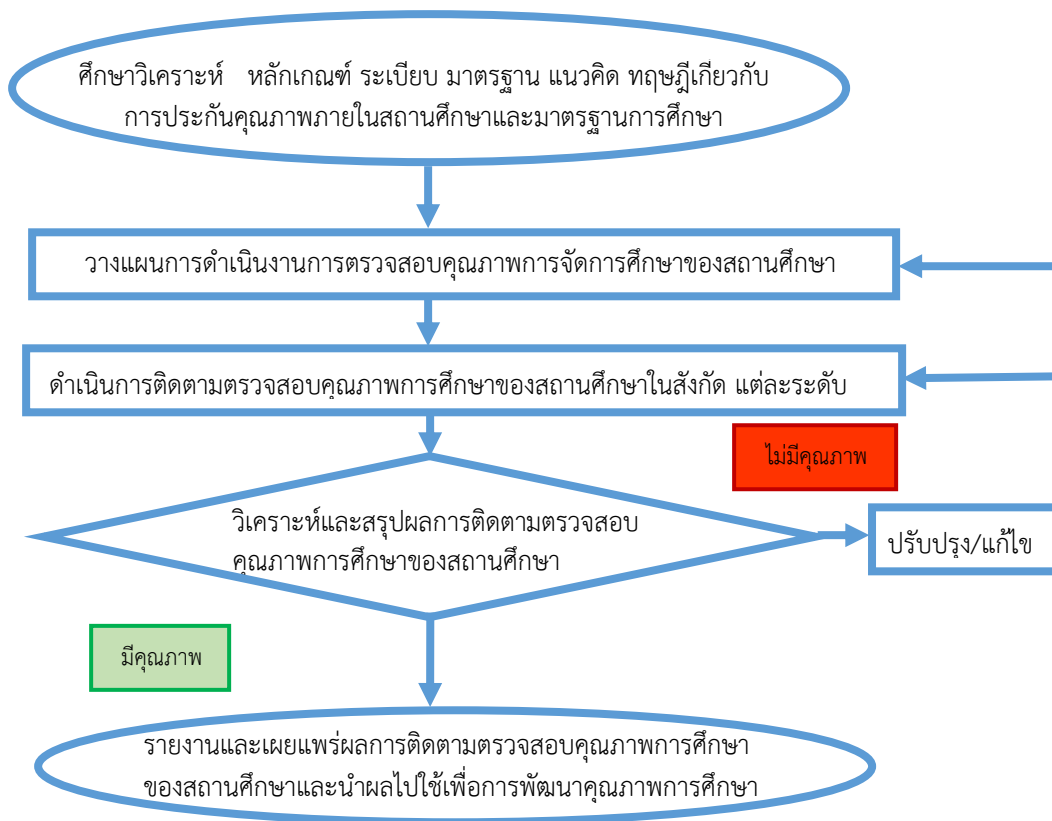 ศึกษาวิเคราะห์ หลักเกณฑ์ ระเบียบ มาตรฐาน แนวคิด ทฤษฎีเกี่ยวกับ
การประกันคุณภาพภายในสถานศึกษาและมาตรฐานการศึกษา
วางแผนการดำเนินงานการตรวจสอบคุณภาพการจัดการศึกษาของสถานศึกษา
ดำเนินการติดตามตรวจสอบคุณภาพการศึกษาของสถานศึกษาในสังกัด แต่ละระดับ
ไม่มีคุณภาพ
วิเคราะห์และสรุปผลการติดตามตรวจสอบ
คุณภาพการศึกษาของสถานศึกษา
ปรับปรุง/แก้ไข
มีคุณภาพ
รายงานและเผยแพร่ผลการติดตามตรวจสอบคุณภาพการศึกษา
ของสถานศึกษาและนำผลไปใช้เพื่อการพัฒนาคุณภาพการศึกษา